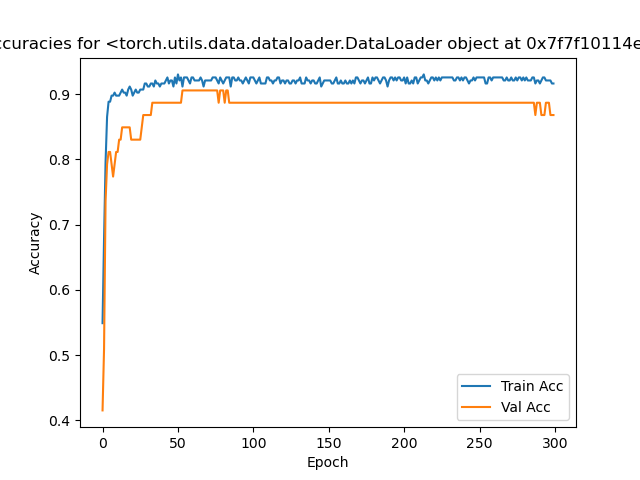 ccuracies for <torch.utils.data.dataloader.DataLoader object at 0x7f7f10114e
0.9
0.8
0.7
0.6
0.5
0.4
Accuracy
0
50
100
150
200
250
300
Epoch
Train Acc
Val Acc